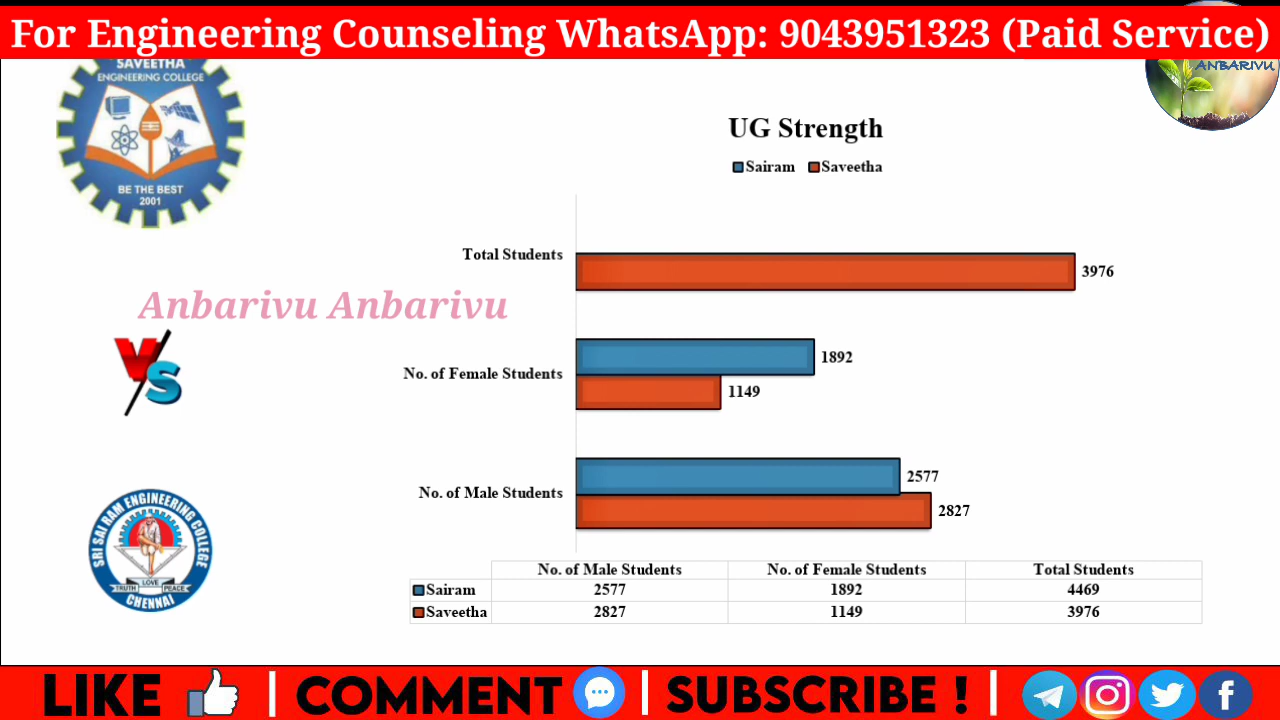 For Engineering Counseling WhatsApp: 9043951323 (Paid Service)
SAVEETHA
ENGINEERING COLLEGE
BE THE BEST
2001
ANBARIVU
UG Strength
Sairam Saveetha
Total Students
3976
Anbarivu Anbarivu
VS
No. of Female Students
1892
1149
No. of Male Students
2577
2827
SRI SAI RAM ENGINEERING COLLEGE
LOVE
TRUTH PEACE
CHENNAI
No. of Male Students No. of Female Students Total Students
Sairam 2577 1892 4469
Saveetha 2827 1149 3976
LIKE | COMMENT | SUBSCRIBE ! |